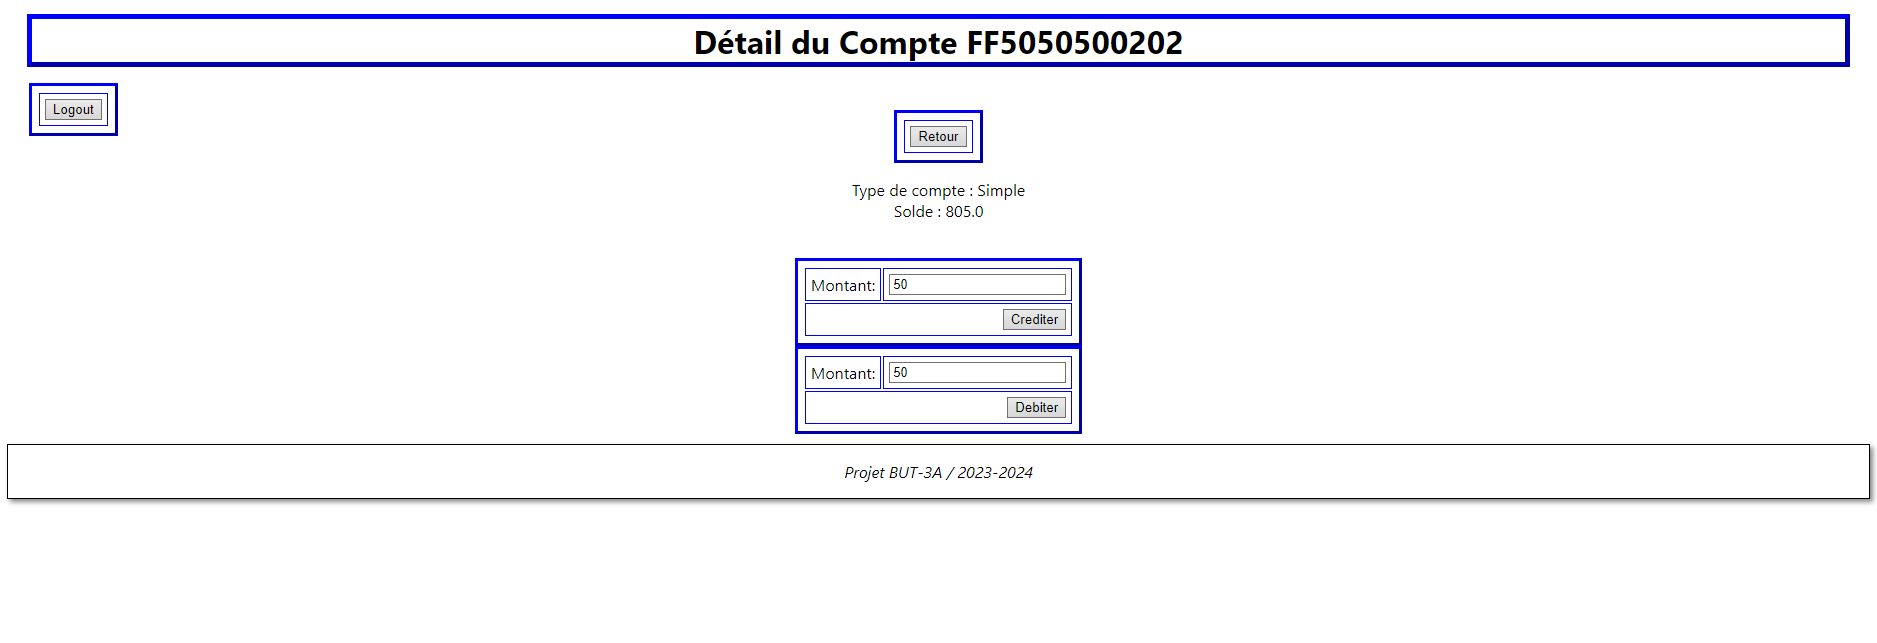 Détail du Compte FF5050500202
Logout
Retour
Type de compte : Simple
Solde : 805.0
Montant: 50
Crediter
Montant: 50
Debiter
Projet BUT-3A / 2023-2024